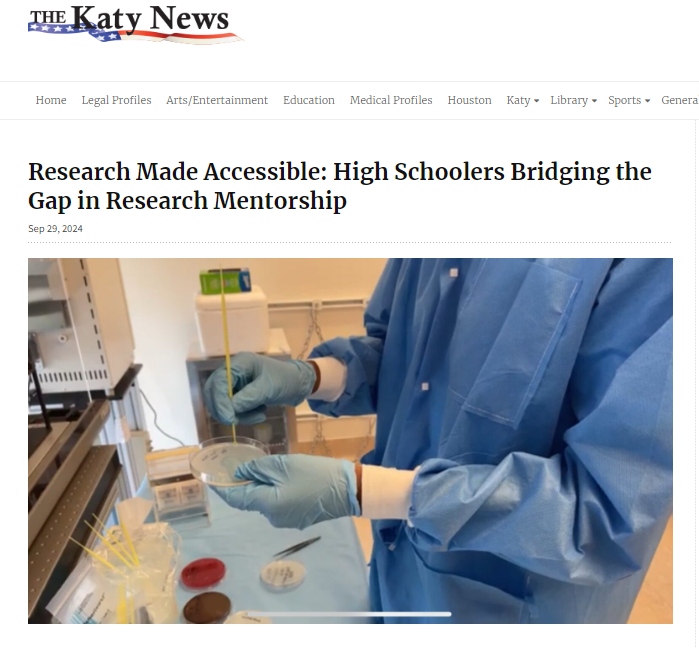 THE Katy News
Home Legal Profiles Arts/Entertainment Education Medical Profiles Houston Katy Library Sports Genera
Research Made Accessible: High Schoolers Bridging the
Gap in Research Mentorship
Sep 29, 2024